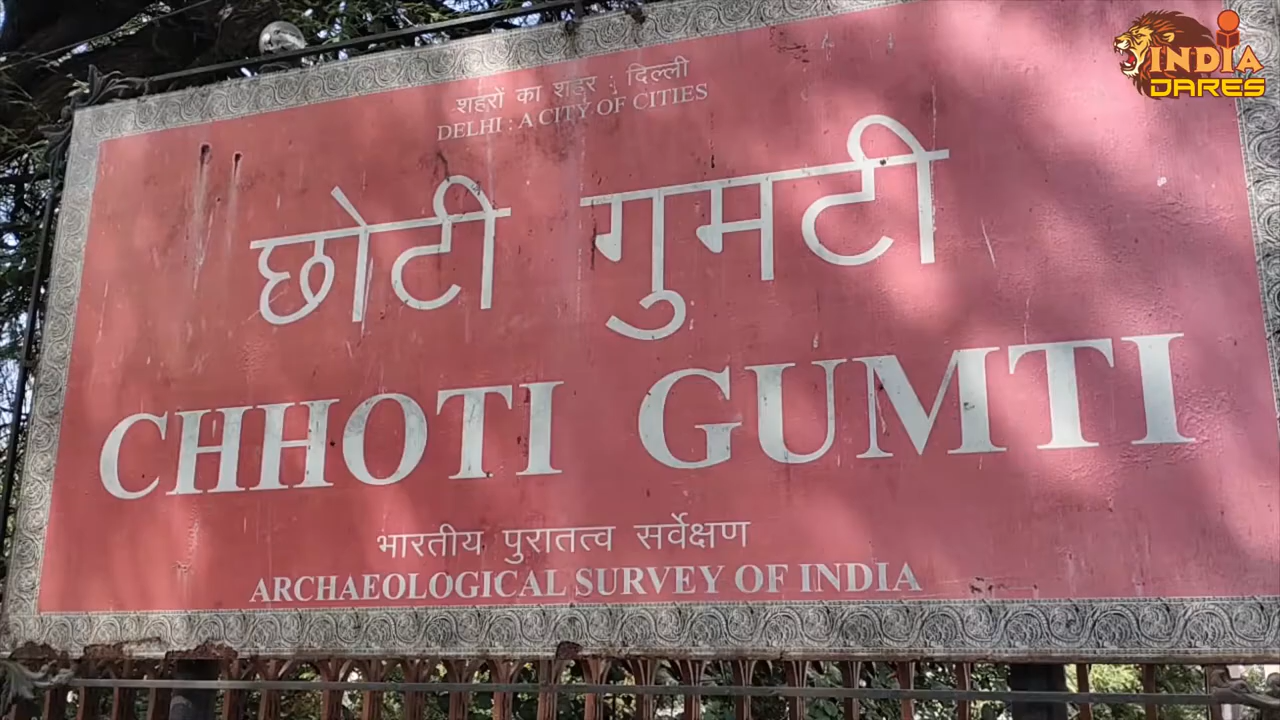 INDIA
DARES
शहरों का शहर : दिल्ली
DELHI : A CITY OF CITIES
छोटी गुमटी
CHHOTI GUMTI
भारतीय पुरातत्व सर्वेक्षण
ARCHAEOLOGICAL SURVEY OF INDIA